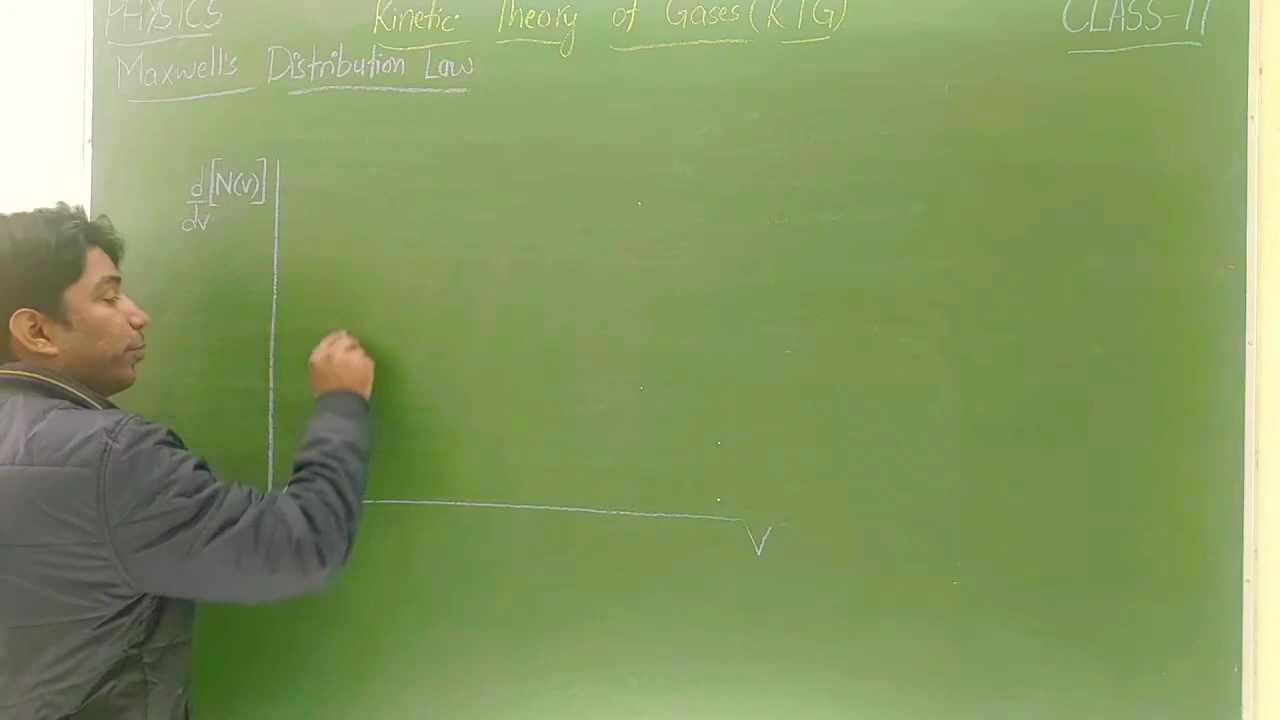 PHYSICS Kinetic Theory of Gases (KTG) CLASS-11
Maxwell's Distribution Law
d/dv [N(v)]
V